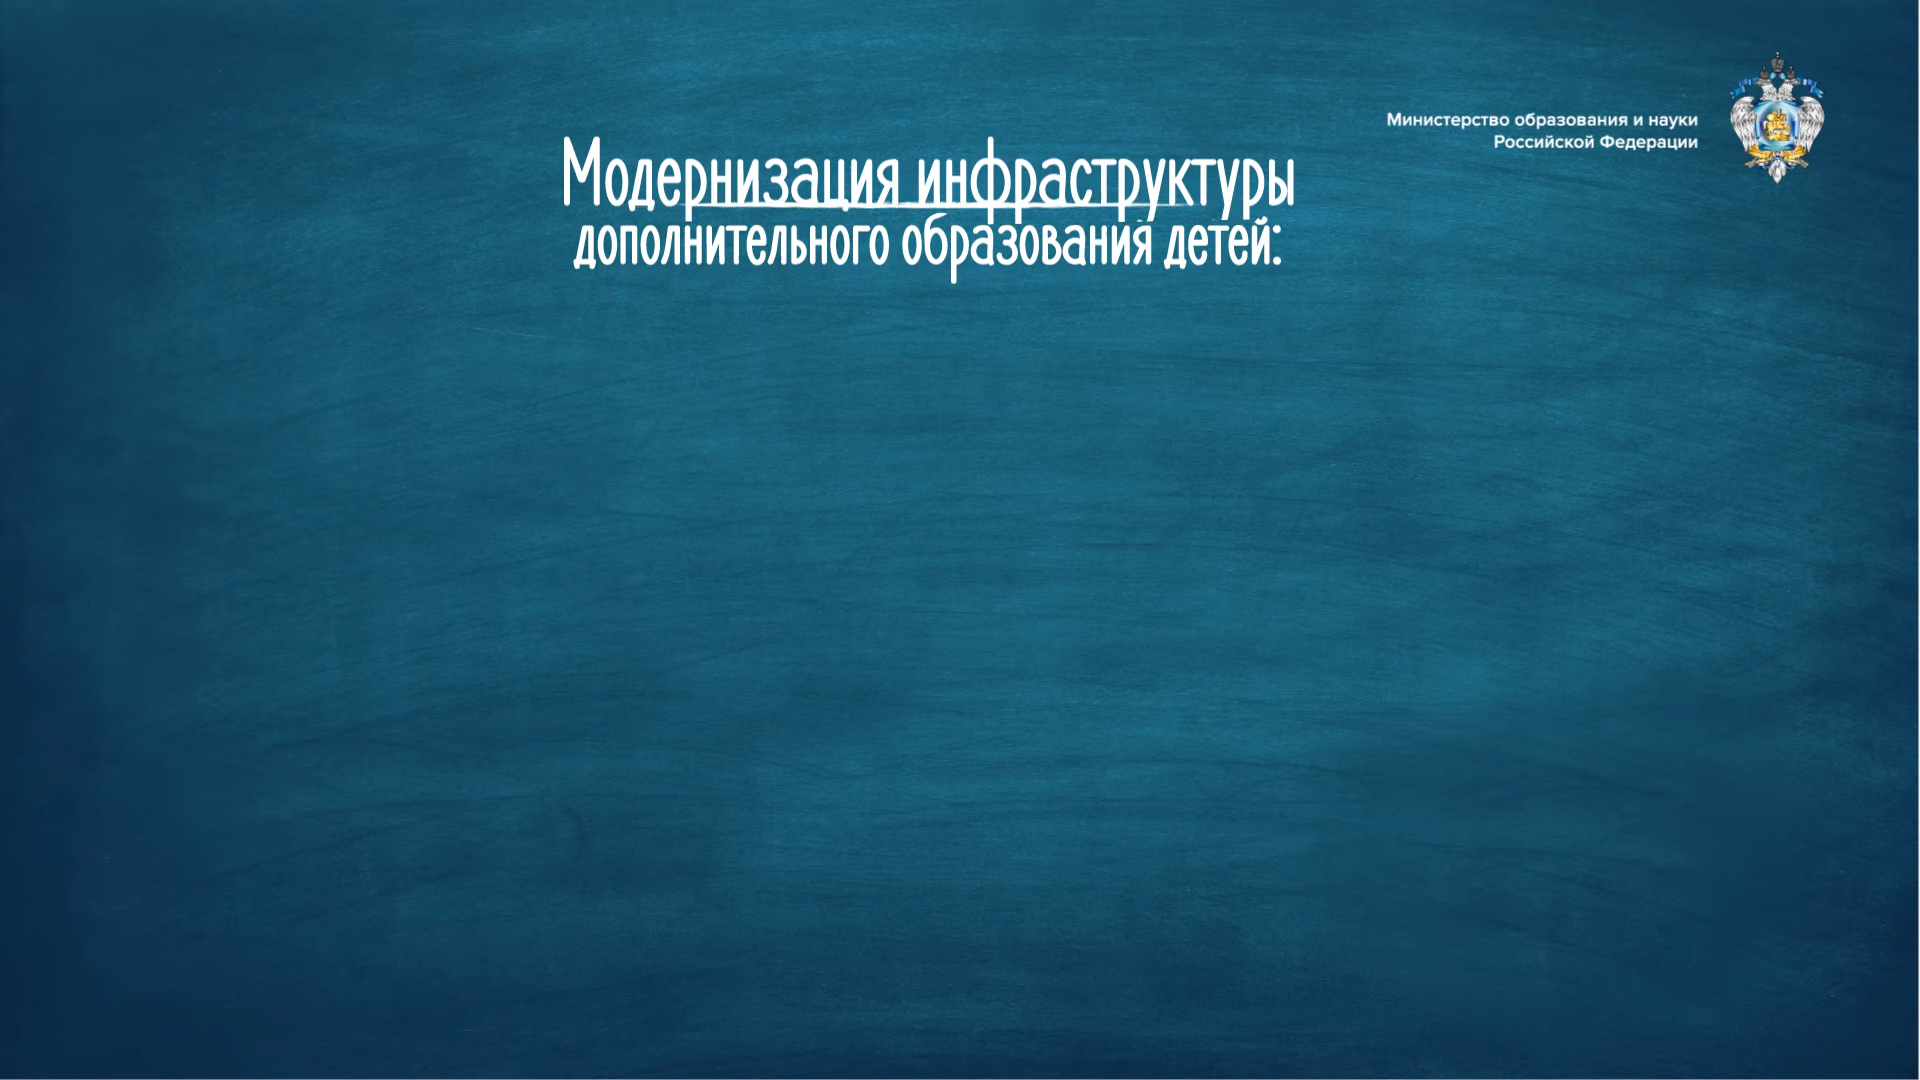 Министерство образования и науки
Российской Федерации
Модернизация инфраструктуры
дополнительного образования детей: